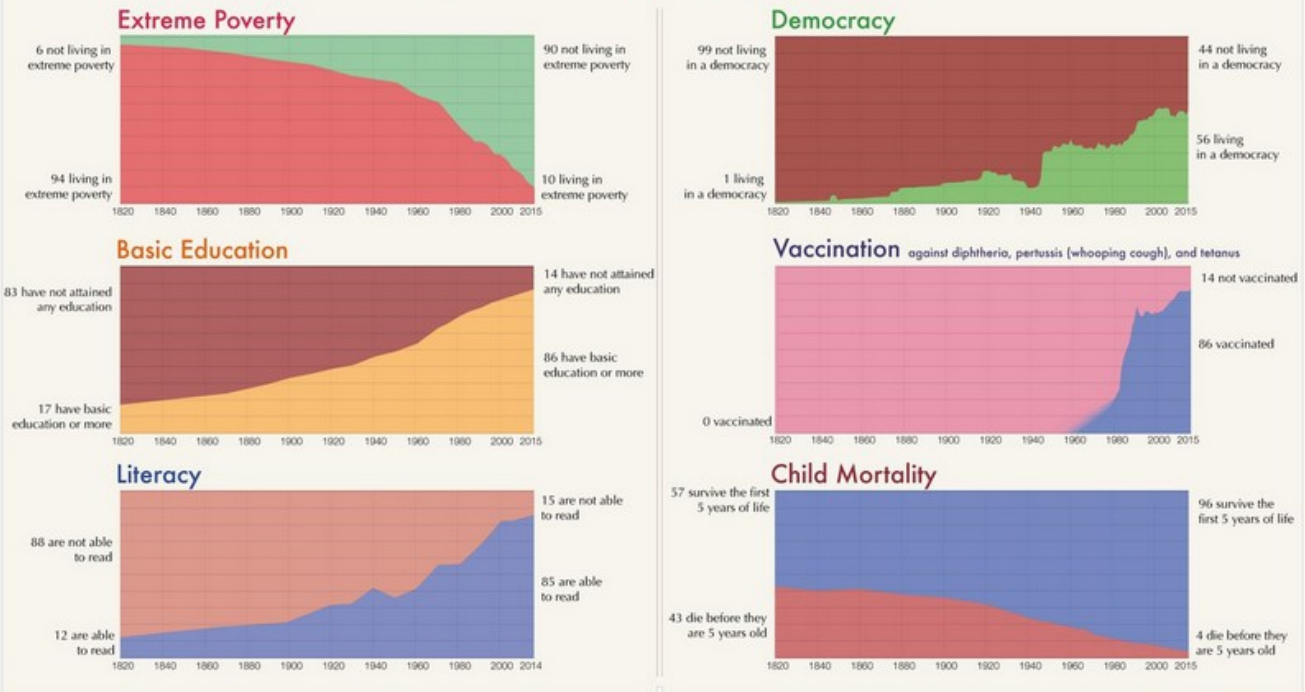 Extreme Poverty
6 not living in
extreme poverty
94 living in
extreme poverty
90 not living in
extreme poverty
10 living in
extreme poverty
1820 1840 1860 1880 1900 1920 1940 1960 1980 2000 2015
Democracy
99 not living
in a democracy
1 living
in a democracy
44 not living
in a democracy
56 living
in a democracy
1820 1840 1860 1880 1900 1920 1940 1960 1980 2000 2015
Basic Education
83 have not attained
any education
17 have basic
education or more
14 have not attained
any education
86 have basic
education or more
1820 1840 1860 1880 1900 1920 1940 1960 1980 2000 2015
Vaccination against diphtheria, pertussis (whooping cough), and tetanus
0 vaccinated
14 not vaccinated
86 vaccinated
1820 1840 1860 1880 1900 1920 1940 1960 1980 2000 2015
Literacy
88 are not able
to read
12 are able
to read
15 are not able
to read
85 are able
to read
1820 1840 1860 1880 1900 1920 1940 1960 1980 2000 2014
Child Mortality
57 survive the first
5 years of life
43 die before they
are 5 years old
96 survive the
first 5 years of life
4 die before they
are 5 years old
1820 1840 1860 1880 1900 1920 1940 1960 1980 2000 2015